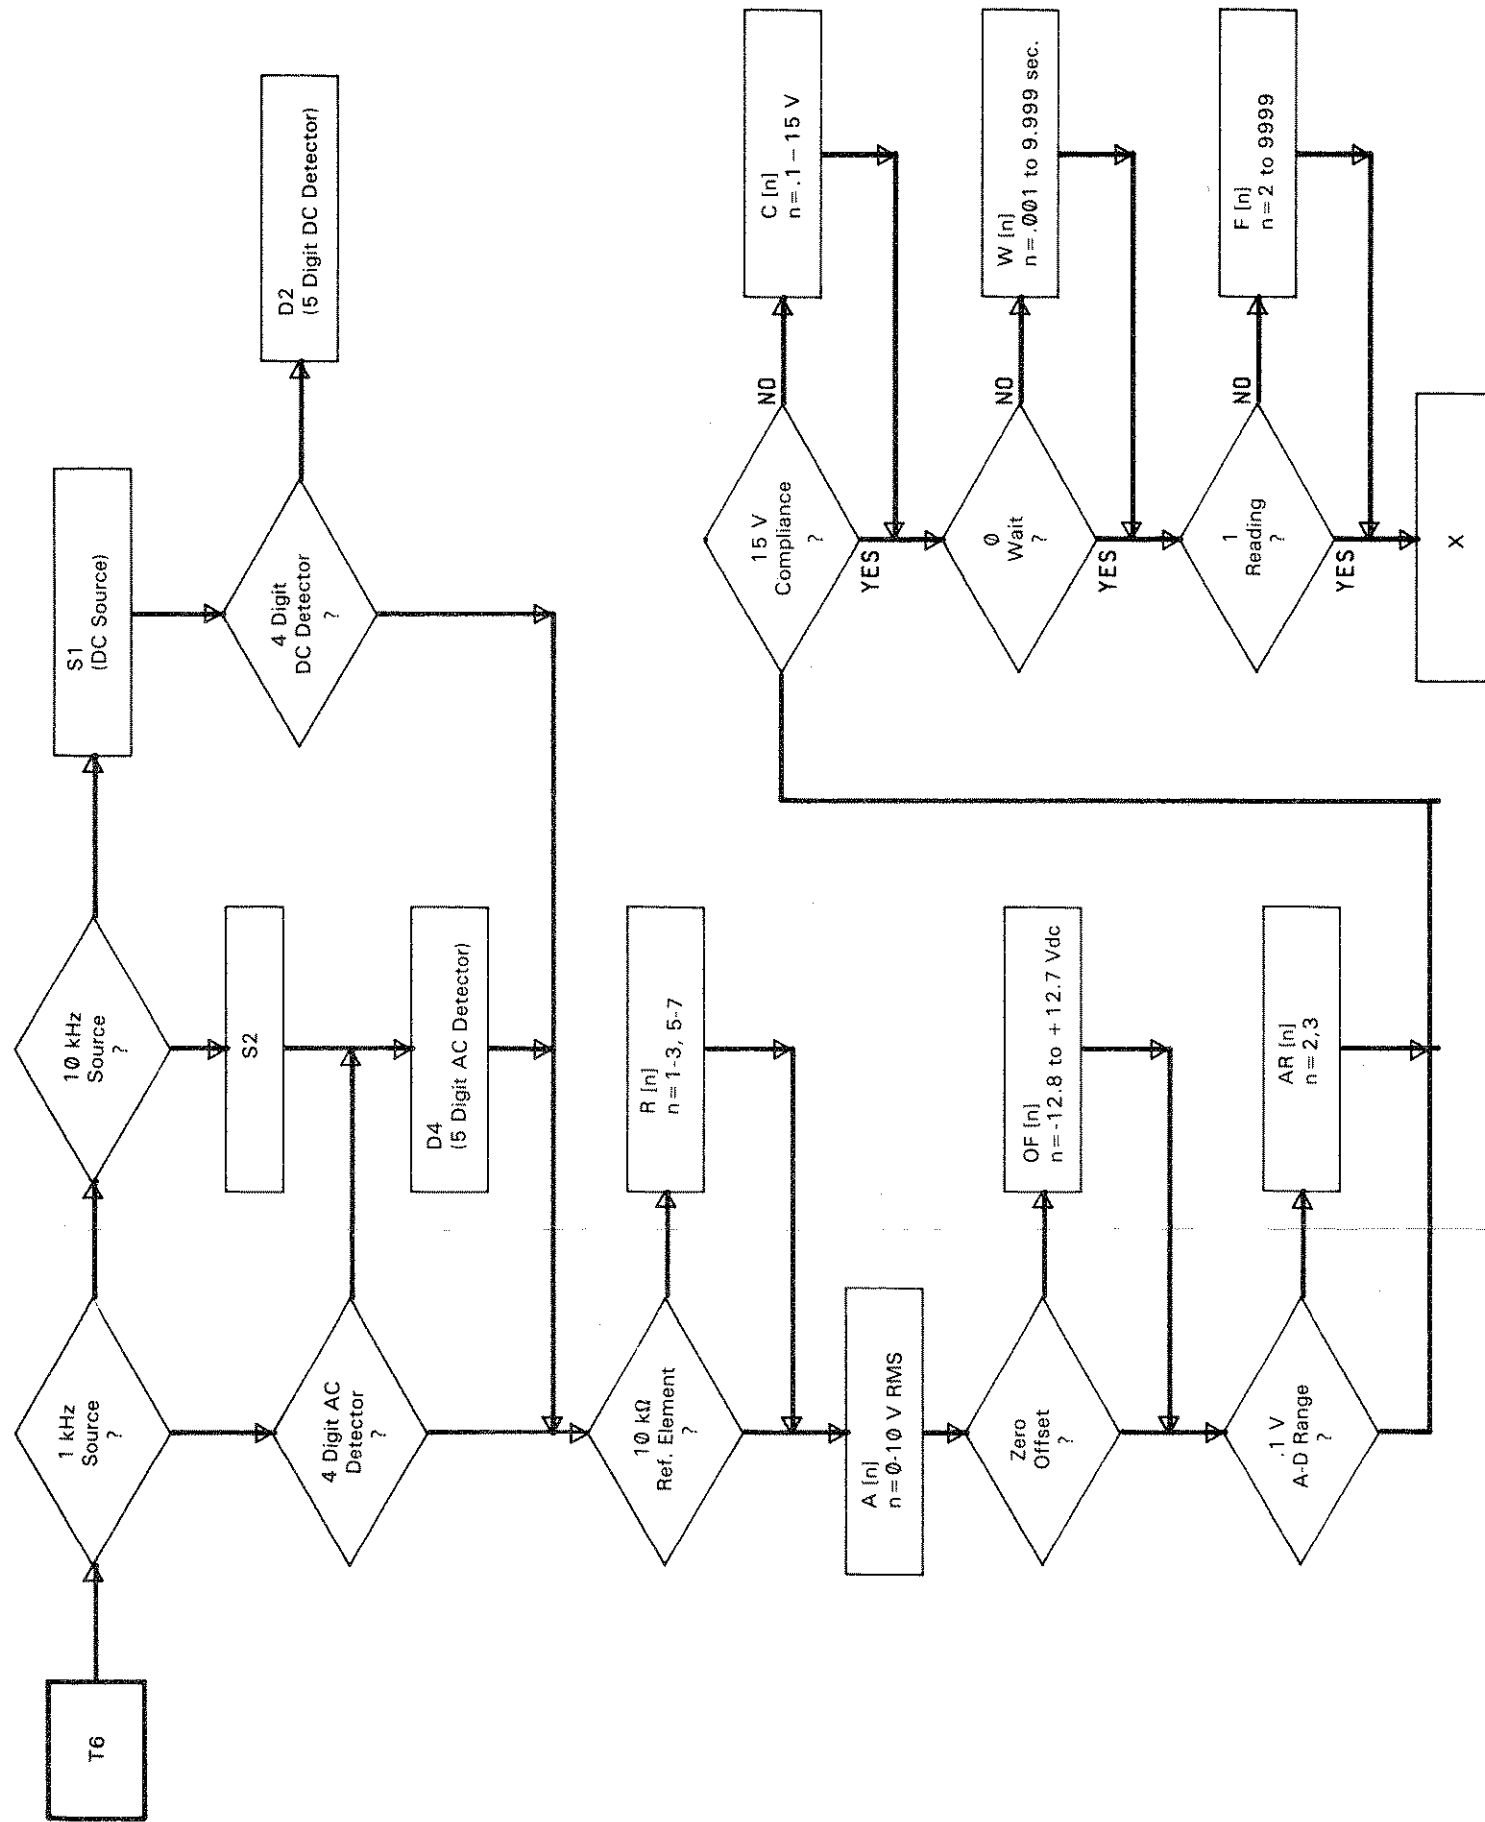 T6
1 kHz
Source
?
10 kHz
Source
?
S1
(DC Source)
4 Digit AC
Detector
?
S2
4 Digit
DC Detector
?
D2
(5 Digit DC Detector)
D4
(5 Digit AC Detector)
10 kΩ
Ref. Element
?
R [n]
n=1-3, 5-7
A [n]
n=0-10 V RMS
Zero
Offset
?
OF [n]
n=-12.8 to +12.7 Vdc
.1 V
A-D Range
?
AR [n]
n=2,3
15 V
Compliance
?
NO
YES
C [n]
n=.1–15 V
0
Wait
?
NO
YES
W [n]
n=.001 to 9.999 sec.
1
Reading
?
NO
YES
F [n]
n=2 to 9999
X